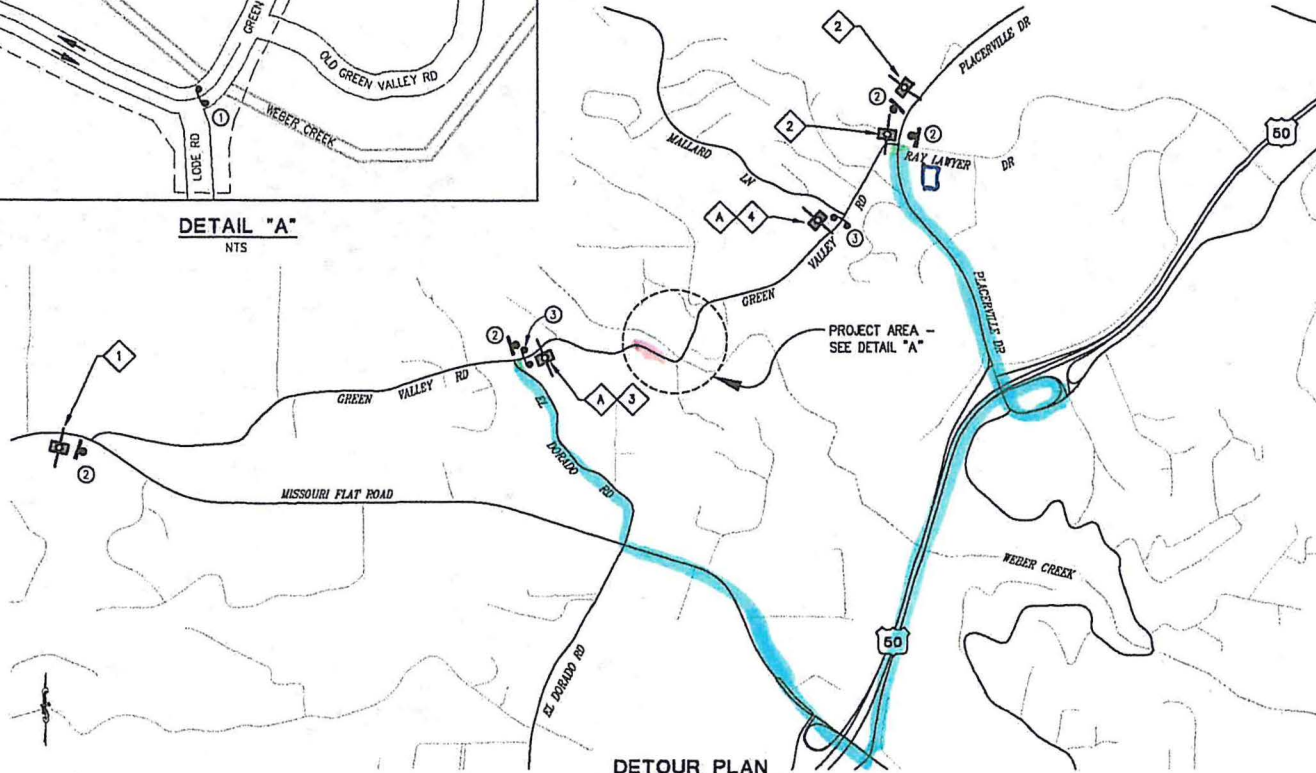 GREEN
OLD GREEN VALLEY RD
WEBER CREEK
LODE RD
1
DETAIL "A"
NTS
2
PLACERVILLE DR
2
2
2
RAY LAWYER DR
50
MALLARD LN
A 4
3
GREEN VALLEY RD
PLACERVILLE DR
PROJECT AREA -
SEE DETAIL "A"
2
3
A 3
1
GREEN VALLEY RD
EL DORADO RD
2
MISSOURI FLAT ROAD
WEBER CREEK
50
EL DORADO RD
DETOUR PLAN